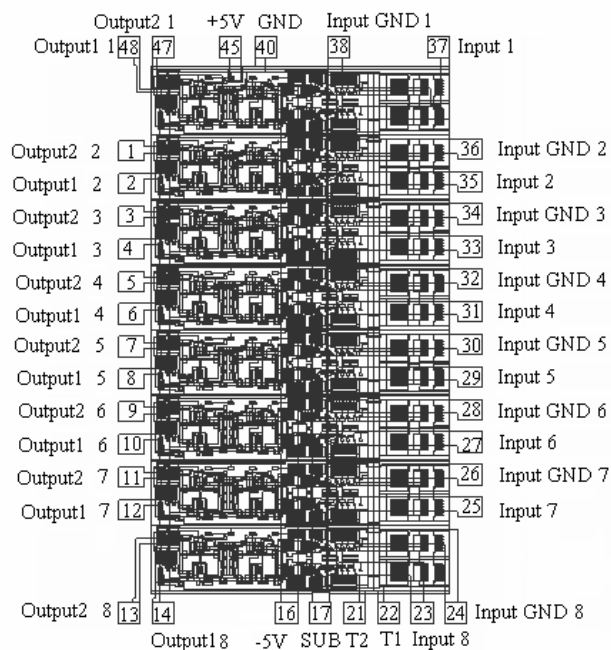 Output2 1 +5V GND Input GND 1
Output1 1 48 47 45 40 38 37 Input 1
Output2 2 1 36 Input GND 2
Output1 2 2 35 Input 2
Output2 3 3 34 Input GND 3
Output1 3 4 33 Input 3
Output2 4 5 32 Input GND 4
Output1 4 6 31 Input 4
Output2 5 7 30 Input GND 5
Output1 5 8 29 Input 5
Output2 6 9 28 Input GND 6
Output1 6 10 27 Input 6
Output2 7 11 26 Input GND 7
Output1 7 12 25 Input 7
Output2 8 13 14 16 17 21 22 23 24 Input GND 8
Output18 -5V SUB T2 T1 Input 8